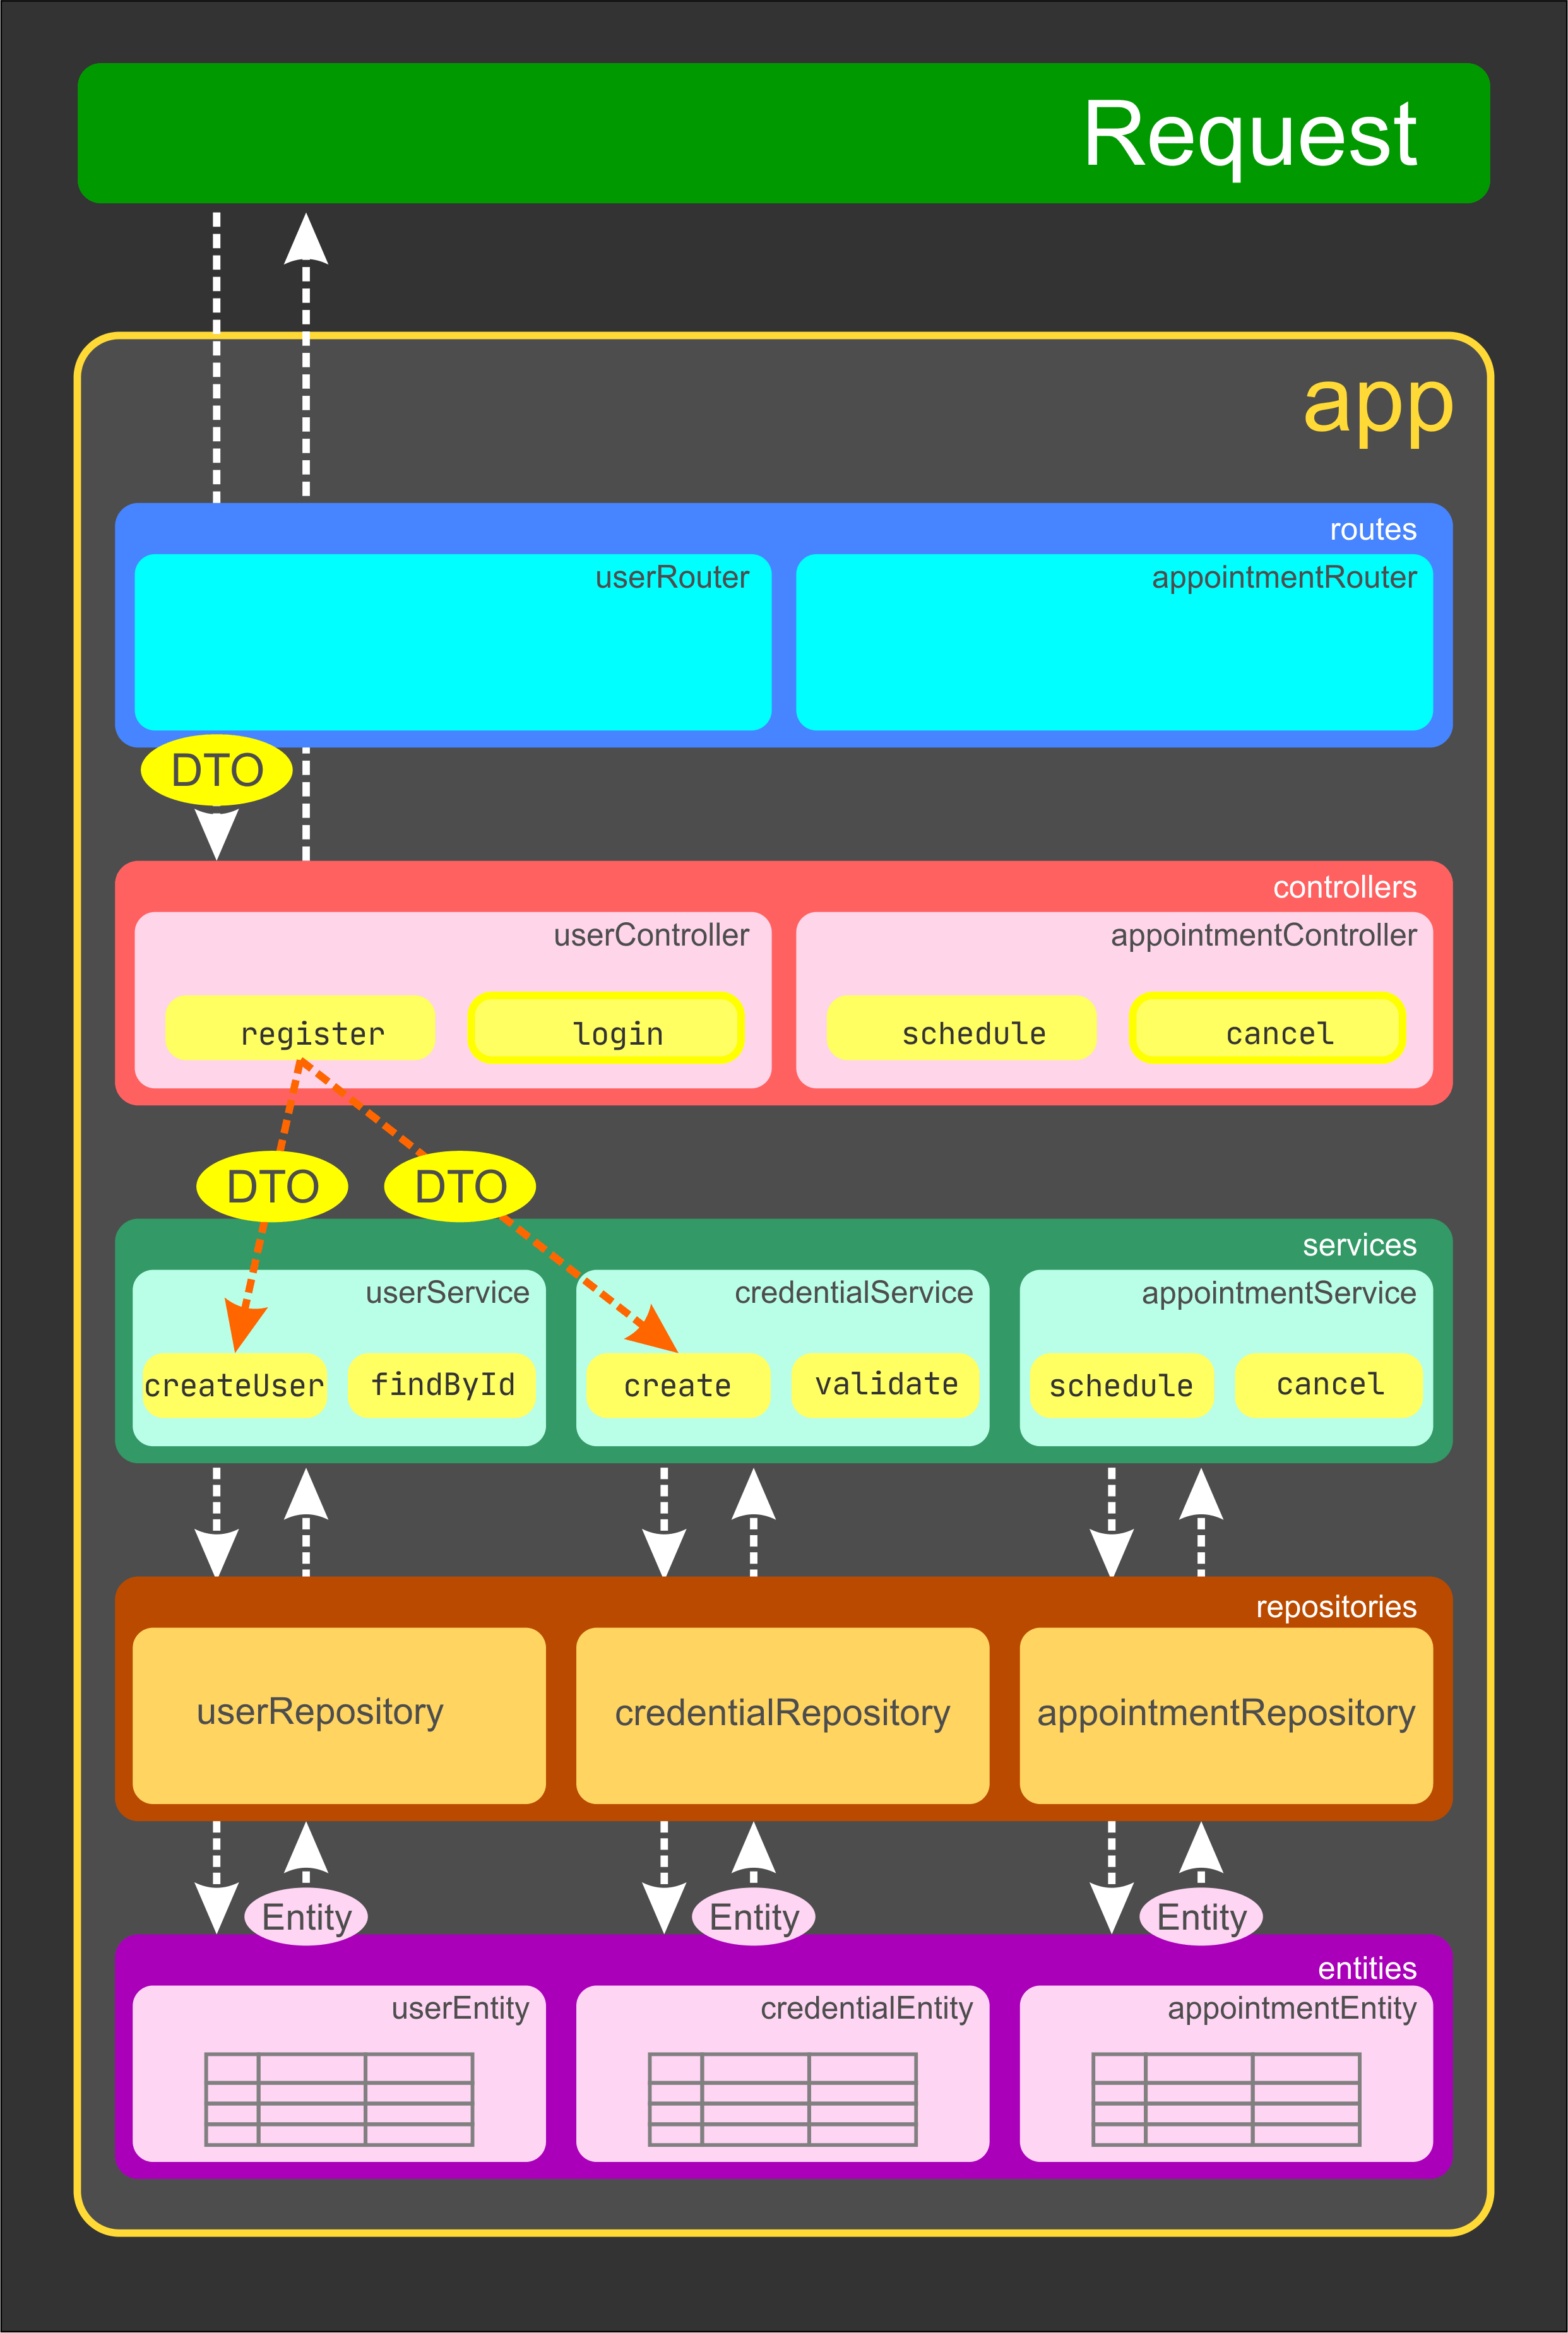 Request
app
routes
userRouter
appointmentRouter
DTO
controllers
userController
appointmentController
register
login
schedule
cancel
DTO
DTO
services
userService
credentialService
appointmentService
createUser
findById
create
validate
schedule
cancel
repositories
userRepository
credentialRepository
appointmentRepository
Entity
Entity
Entity
entities
userEntity
credentialEntity
appointmentEntity